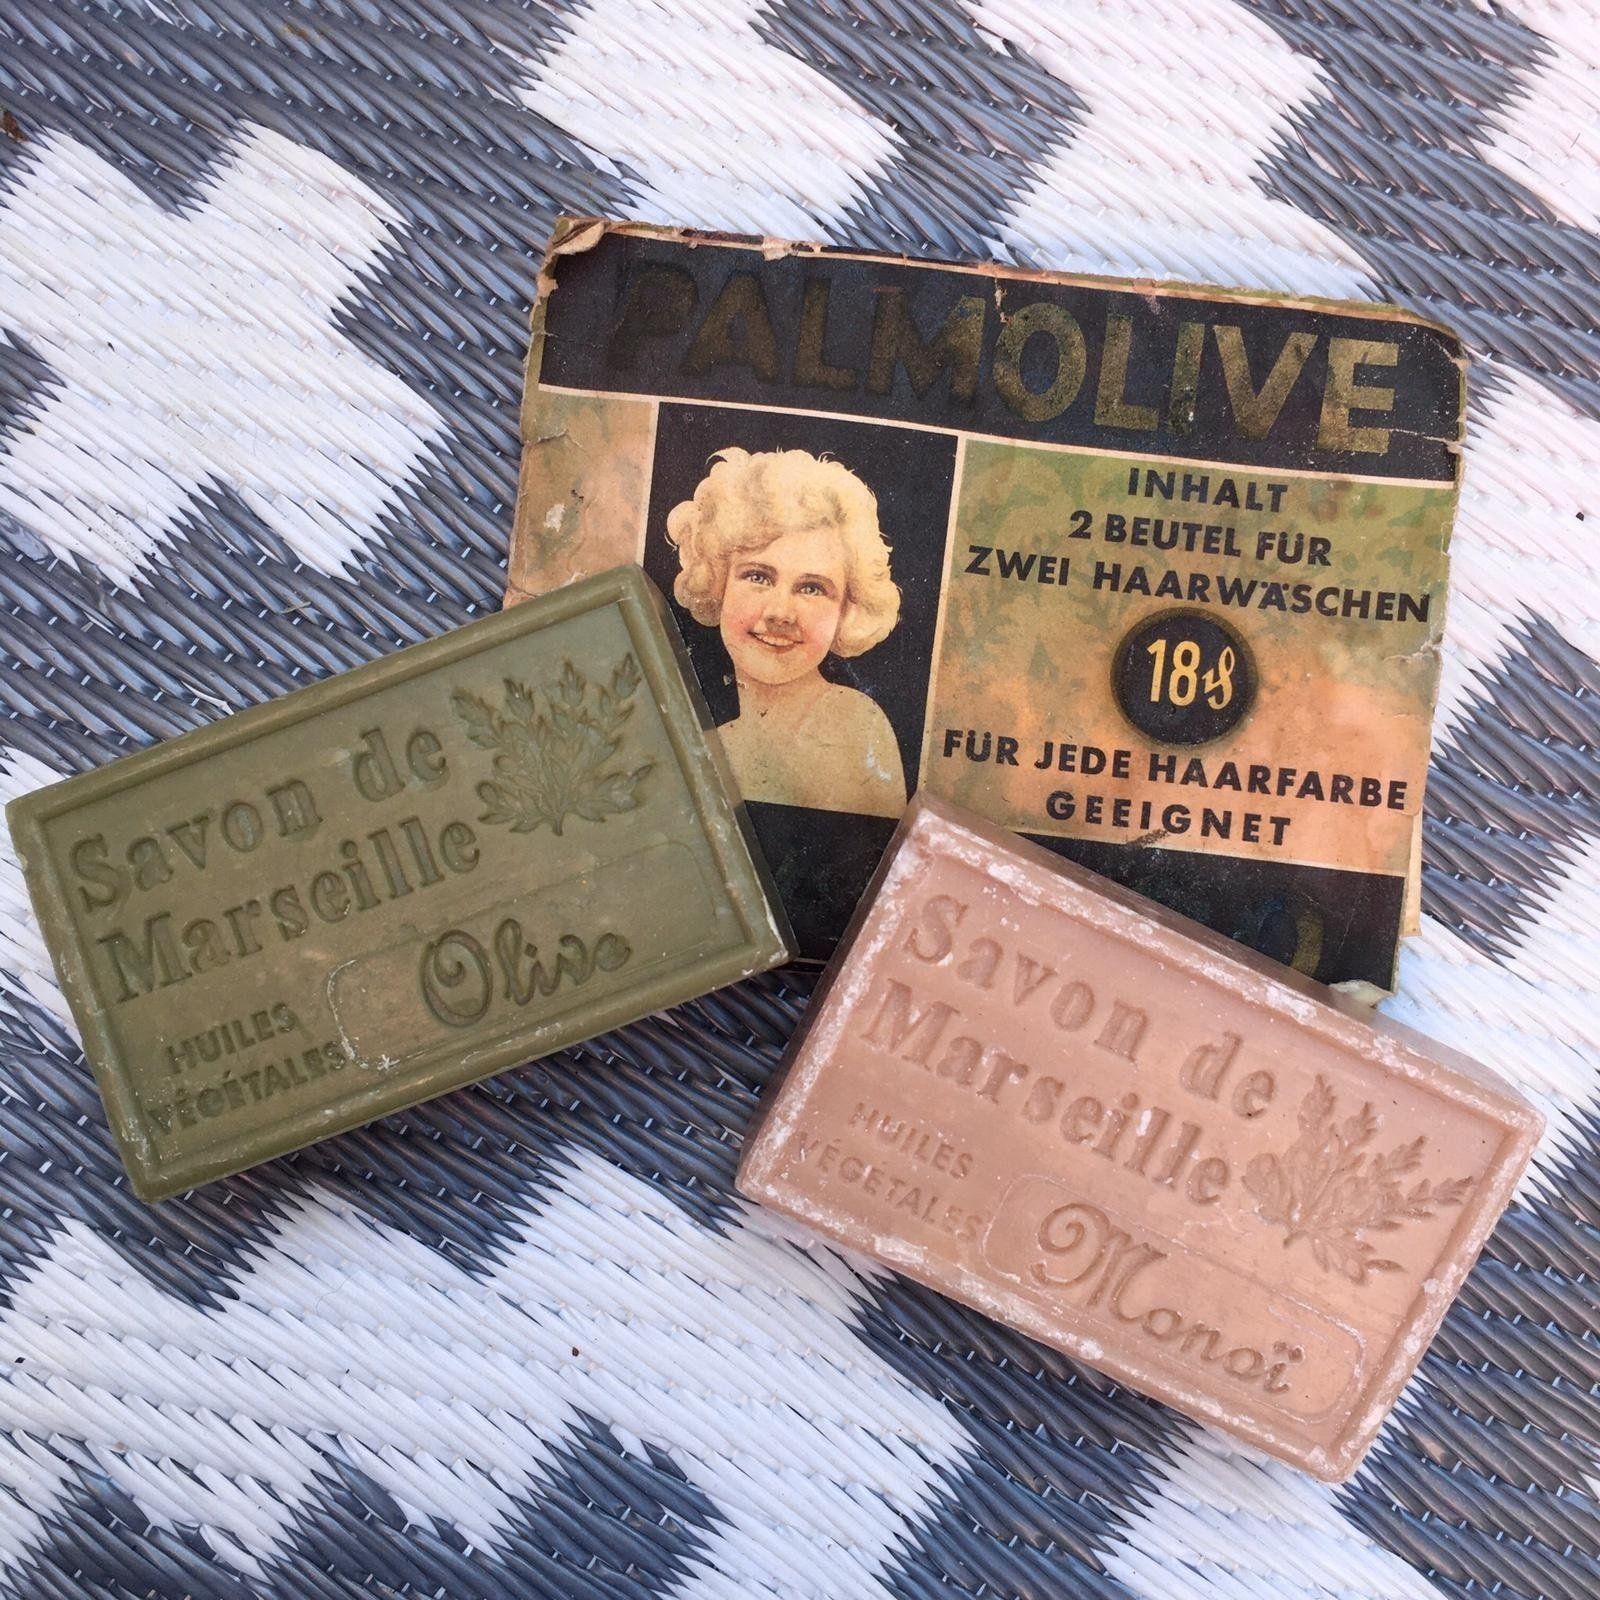 PALMOLIVE
INHALT
2 BEUTEL FÜR
ZWEI HAARWÄSCHEN
18
FÜR JEDE HAARFARBE
GEEIGNET
Savon de
Marseille
HUILES
VÉGÉTALES
Olive
Savon de
Marseille
HUILES
VÉGÉTALES
Monoï